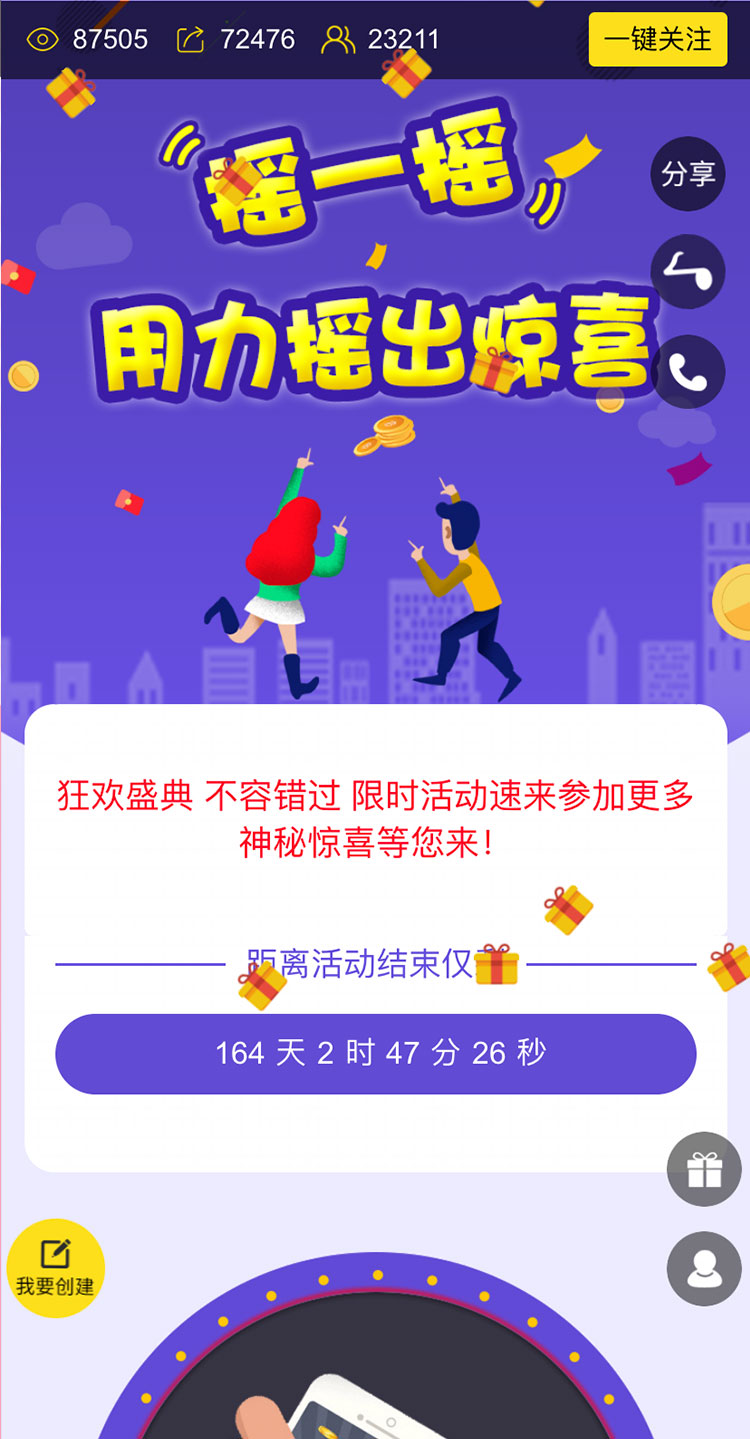 87505 72476 23211 一键关注
摇一摇
分享
用力摇出惊喜
狂欢盛典 不容错过 限时活动速来参加更多
神秘惊喜等您来!
距离活动结束仅
164 天 2 时 47 分 26 秒
我要创建